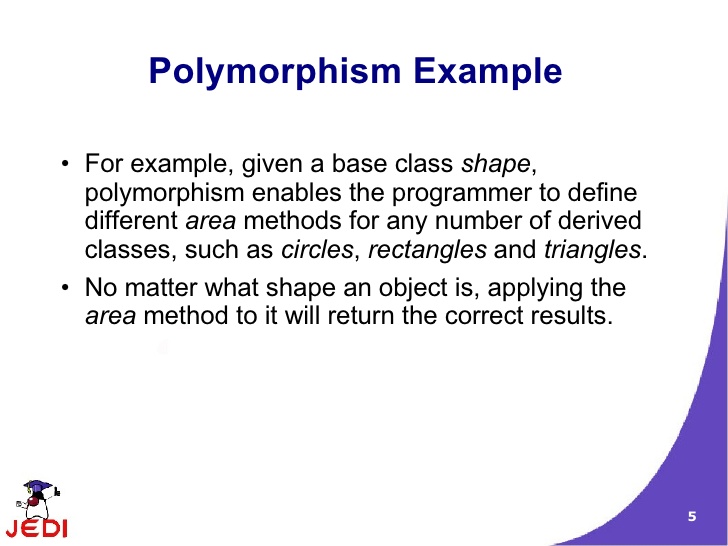 Polymorphism Example
• For example, given a base class shape,
polymorphism enables the programmer to define
different area methods for any number of derived
classes, such as circles, rectangles and triangles.
• No matter what shape an object is, applying the
area method to it will return the correct results.
JEDI
5